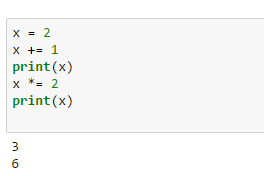 x = 2
x += 1
print(x)
x *= 2
print(x)
3
6